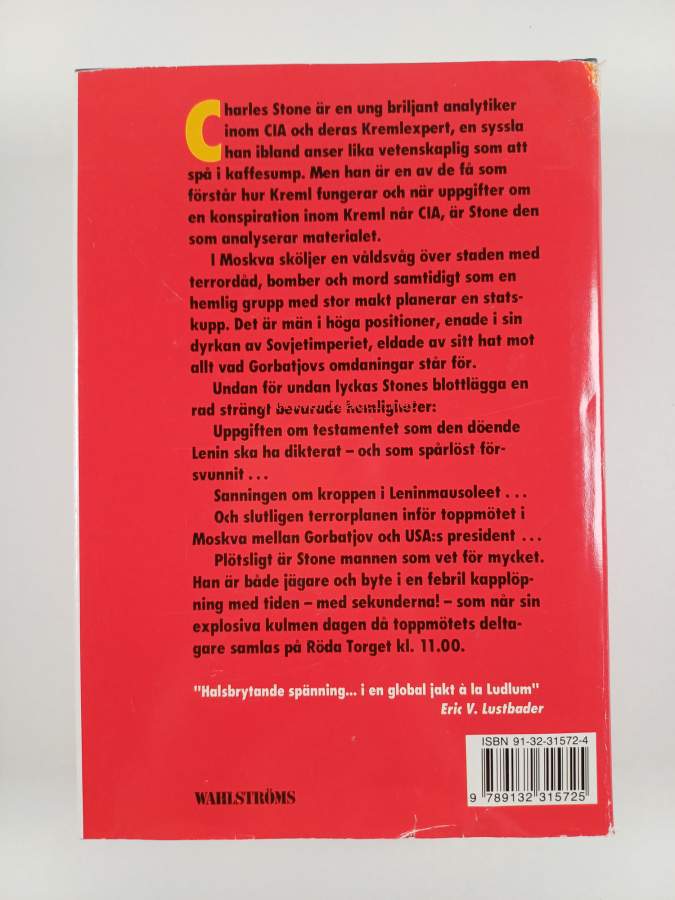 Charles Stone är en ung briljant analytiker
inom CIA och deras Kremlexpert, en syssla
han ibland anser lika vetenskaplig som att
spå i kaffesump. Men han är en av de få som
förstår hur Kreml fungerar och när uppgifter om
en konspiration inom Kreml når CIA, är Stone den
som analyserar materialet.
I Moskva sköljer en våldsvåg över staden med
terrordåd, bomber och mord samtidigt som en
hemlig grupp med stor makt planerar en stats-
kupp. Det är män i höga positioner, enade i sin
dyrkan av Sovjetimperiet, eldade av sitt hat mot
allt vad Gorbatjovs omdaningar står för.
Undan för undan lyckas Stones blottlägga en
rad strängt bevarade hemligheter:
Uppgiften om testamentet som den döende
Lenin ska ha dikterat – och som spårlöst för-
svunnit ...
Sanningen om kroppen i Leninmausoleet ...
Och slutligen terrorplanen inför toppmötet i
Moskva mellan Gorbatjov och USA:s president ...
Plötsligt är Stone mannen som vet för mycket.
Han är både jägare och byte i en febril kapplöp-
ning med tiden – med sekunderna! – som når sin
explosiva kulmen dagen då toppmötets delta-
gare samlas på Röda Torget kl. 11.00.
"Halsbrytande spänning... i en global jakt à la Ludlum"
Eric V. Lustbader
ISBN 91-32-31572-4
9 789132 315725
WAHLSTRÖMS